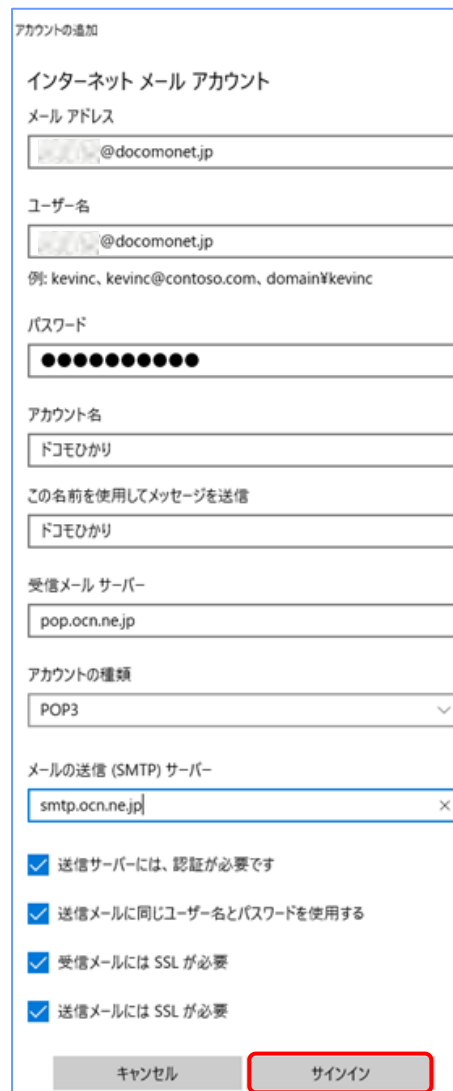 アカウントの追加
インターネット メール アカウント
メール アドレス
@docomonet.jp
ユーザー名
@docomonet.jp
例: kevinc、kevinc@contoso.com、domain¥kevinc
パスワード
●●●●●●●●●●
アカウント名
ドコモひかり
この名前を使用してメッセージを送信
ドコモひかり
受信メール サーバー
pop.ocn.ne.jp
アカウントの種類
POP3
メールの送信 (SMTP) サーバー
smtp.ocn.ne.jp
送信サーバーには、認証が必要です
送信メールに同じユーザー名とパスワードを使用する
受信メールには SSL が必要
送信メールには SSL が必要
キャンセル サインイン